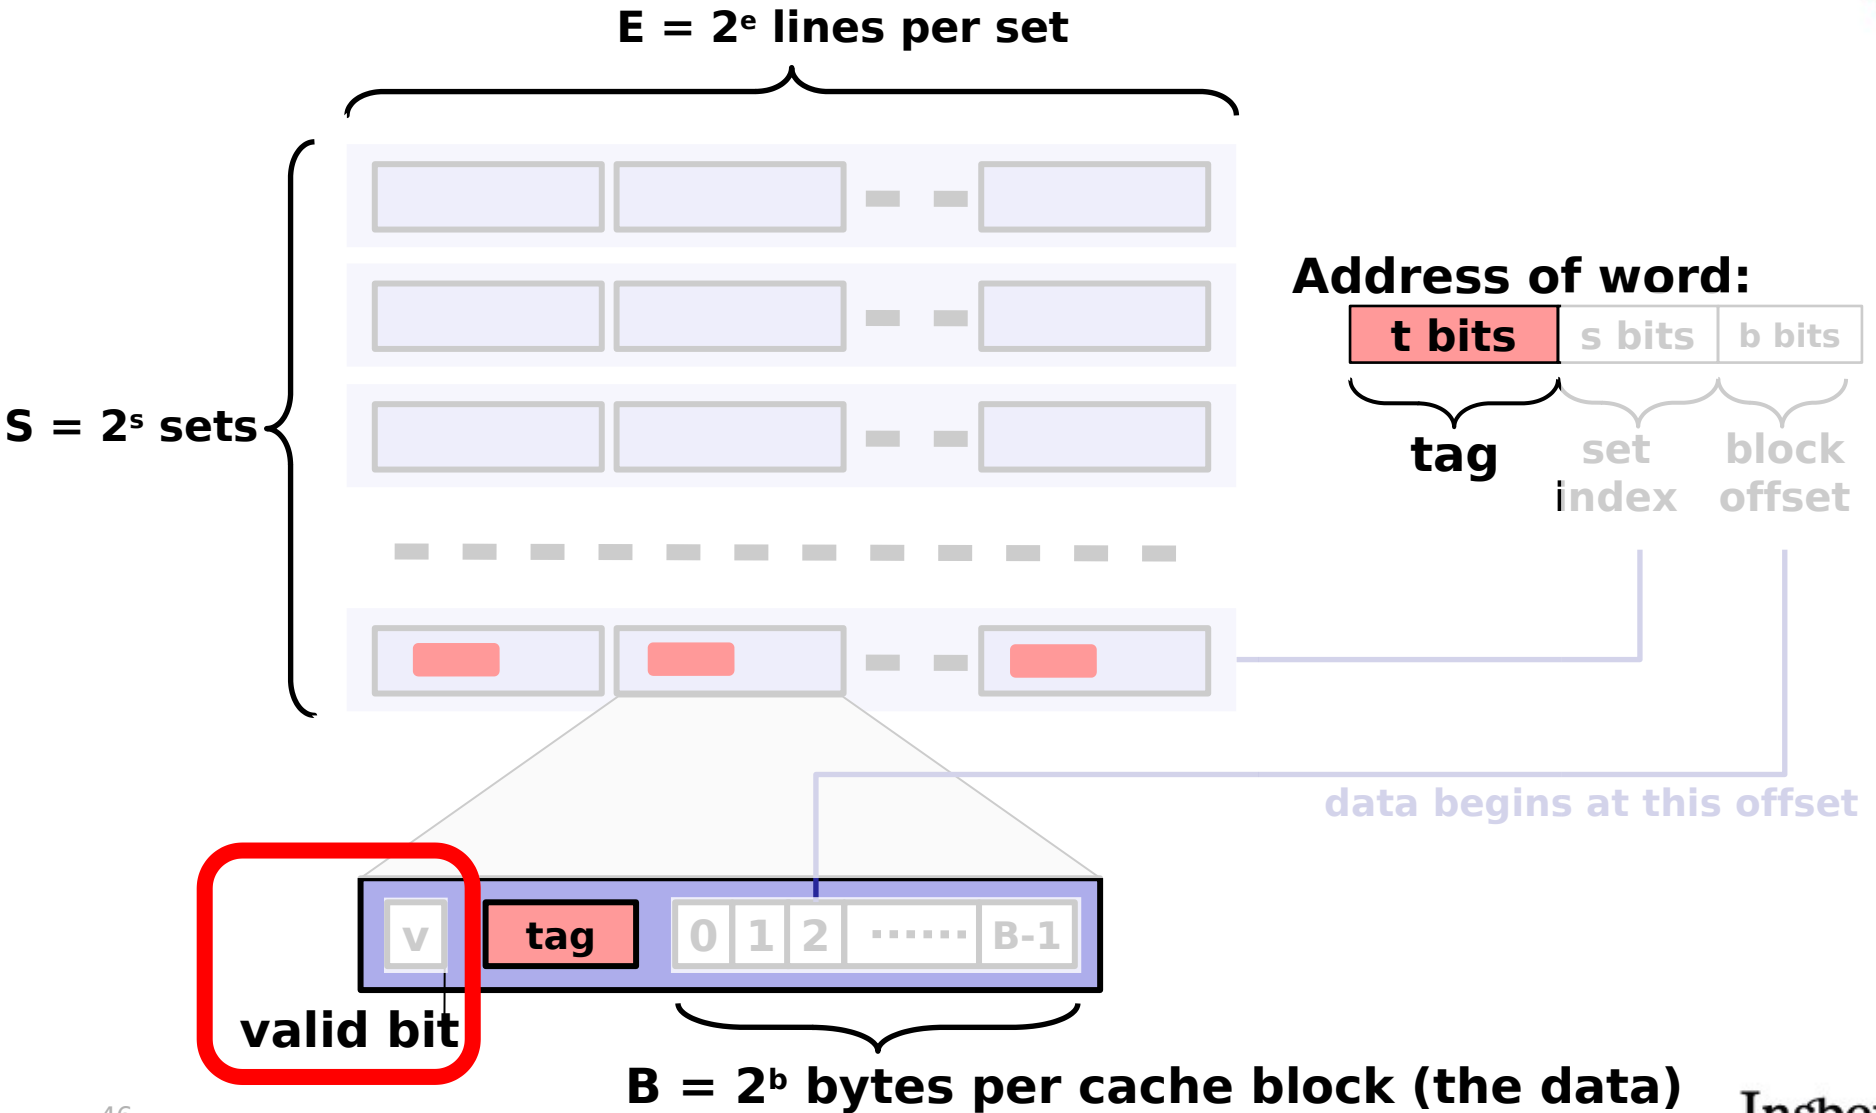 E = 2ᵉ lines per set
Address of word:
t bits s bits b bits
S = 2ˢ sets
tag
set index
block offset
data begins at this offset
v tag 0 1 2 ...... B-1
valid bit
B = 2ᵇ bytes per cache block (the data)